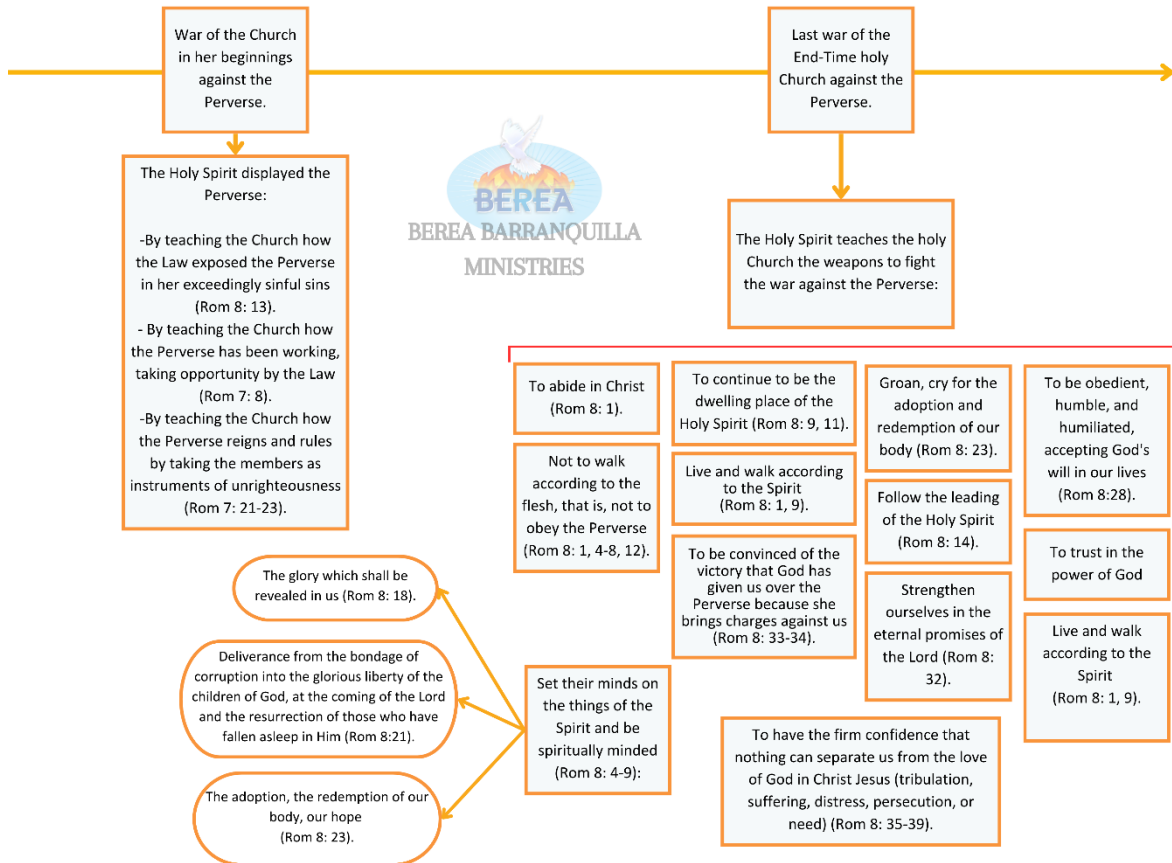 War of the Church
in her beginnings
against the
Perverse.
Last war of the
End-Time holy
Church against the
Perverse.
The Holy Spirit displayed the
Perverse:
-By teaching the Church how
the Law exposed the Perverse
in her exceedingly sinful sins
(Rom 8: 13).
- By teaching the Church how
the Perverse has been working,
taking opportunity by the Law
(Rom 7: 8).
-By teaching the Church how
the Perverse reigns and rules
by taking the members as
instruments of unrighteousness
(Rom 7: 21-23).
BEREA
BEREA BARRANQUILLA
MINISTRIES
The Holy Spirit teaches the holy
Church the weapons to fight
the war against the Perverse:
To abide in Christ
(Rom 8: 1).
Not to walk
according to the
flesh, that is, not to
obey the Perverse
(Rom 8: 1, 4-8, 12).
To continue to be the
dwelling place of the
Holy Spirit (Rom 8: 9, 11).
Live and walk according
to the Spirit
(Rom 8: 1, 9).
To be convinced of the
victory that God has
given us over the
Perverse because she
brings charges against us
(Rom 8: 33-34).
Groan, cry for the
adoption and
redemption of our
body (Rom 8: 23).
Follow the leading
of the Holy Spirit
(Rom 8: 14).
Strengthen
ourselves in the
eternal promises of
the Lord (Rom 8:
32).
To be obedient,
humble, and
humiliated,
accepting God's
will in our lives
(Rom 8:28).
To trust in the
power of God
Live and walk
according to the
Spirit
(Rom 8: 1, 9).
Set their minds on
the things of the
Spirit and be
spiritually minded
(Rom 8: 4-9):
The glory which shall be
revealed in us (Rom 8: 18).
Deliverance from the bondage of
corruption into the glorious liberty of the
children of God, at the coming of the Lord
and the resurrection of those who have
fallen asleep in Him (Rom 8:21).
The adoption, the redemption of our
body, our hope
(Rom 8: 23).
To have the firm confidence that
nothing can separate us from the love
of God in Christ Jesus (tribulation,
suffering, distress, persecution, or
need) (Rom 8: 35-39).